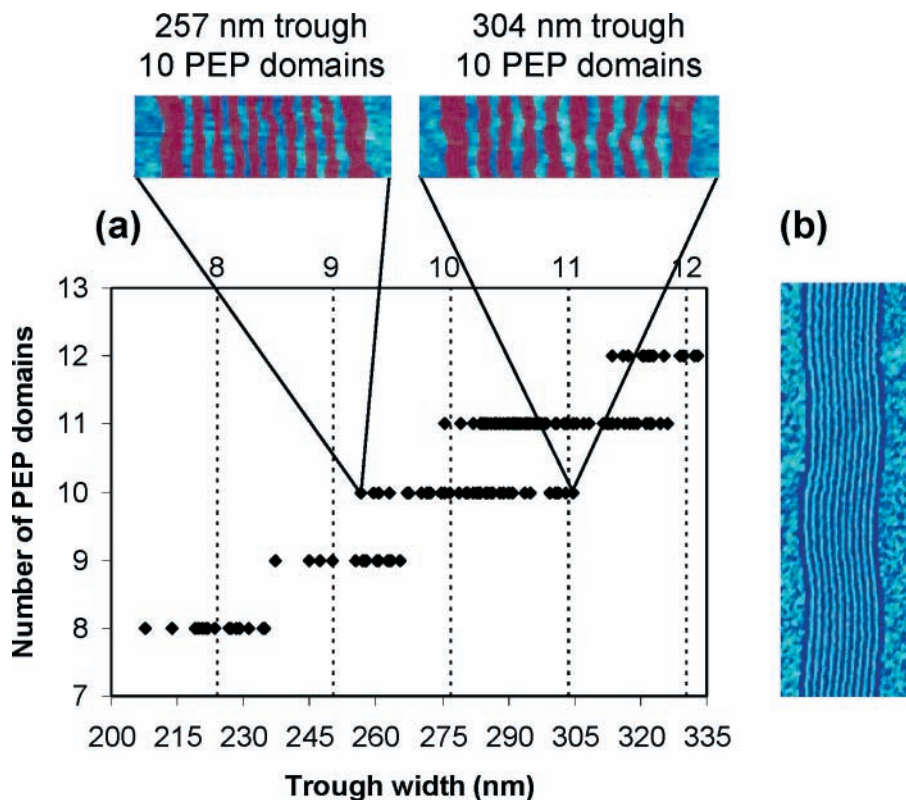 257 nm trough
10 PEP domains
304 nm trough
10 PEP domains
(a)
(b)
8 9 10 11 12
13
12
11
10
9
8
7
Number of PEP domains
200 215 230 245 260 275 290 305 320 335
Trough width (nm)